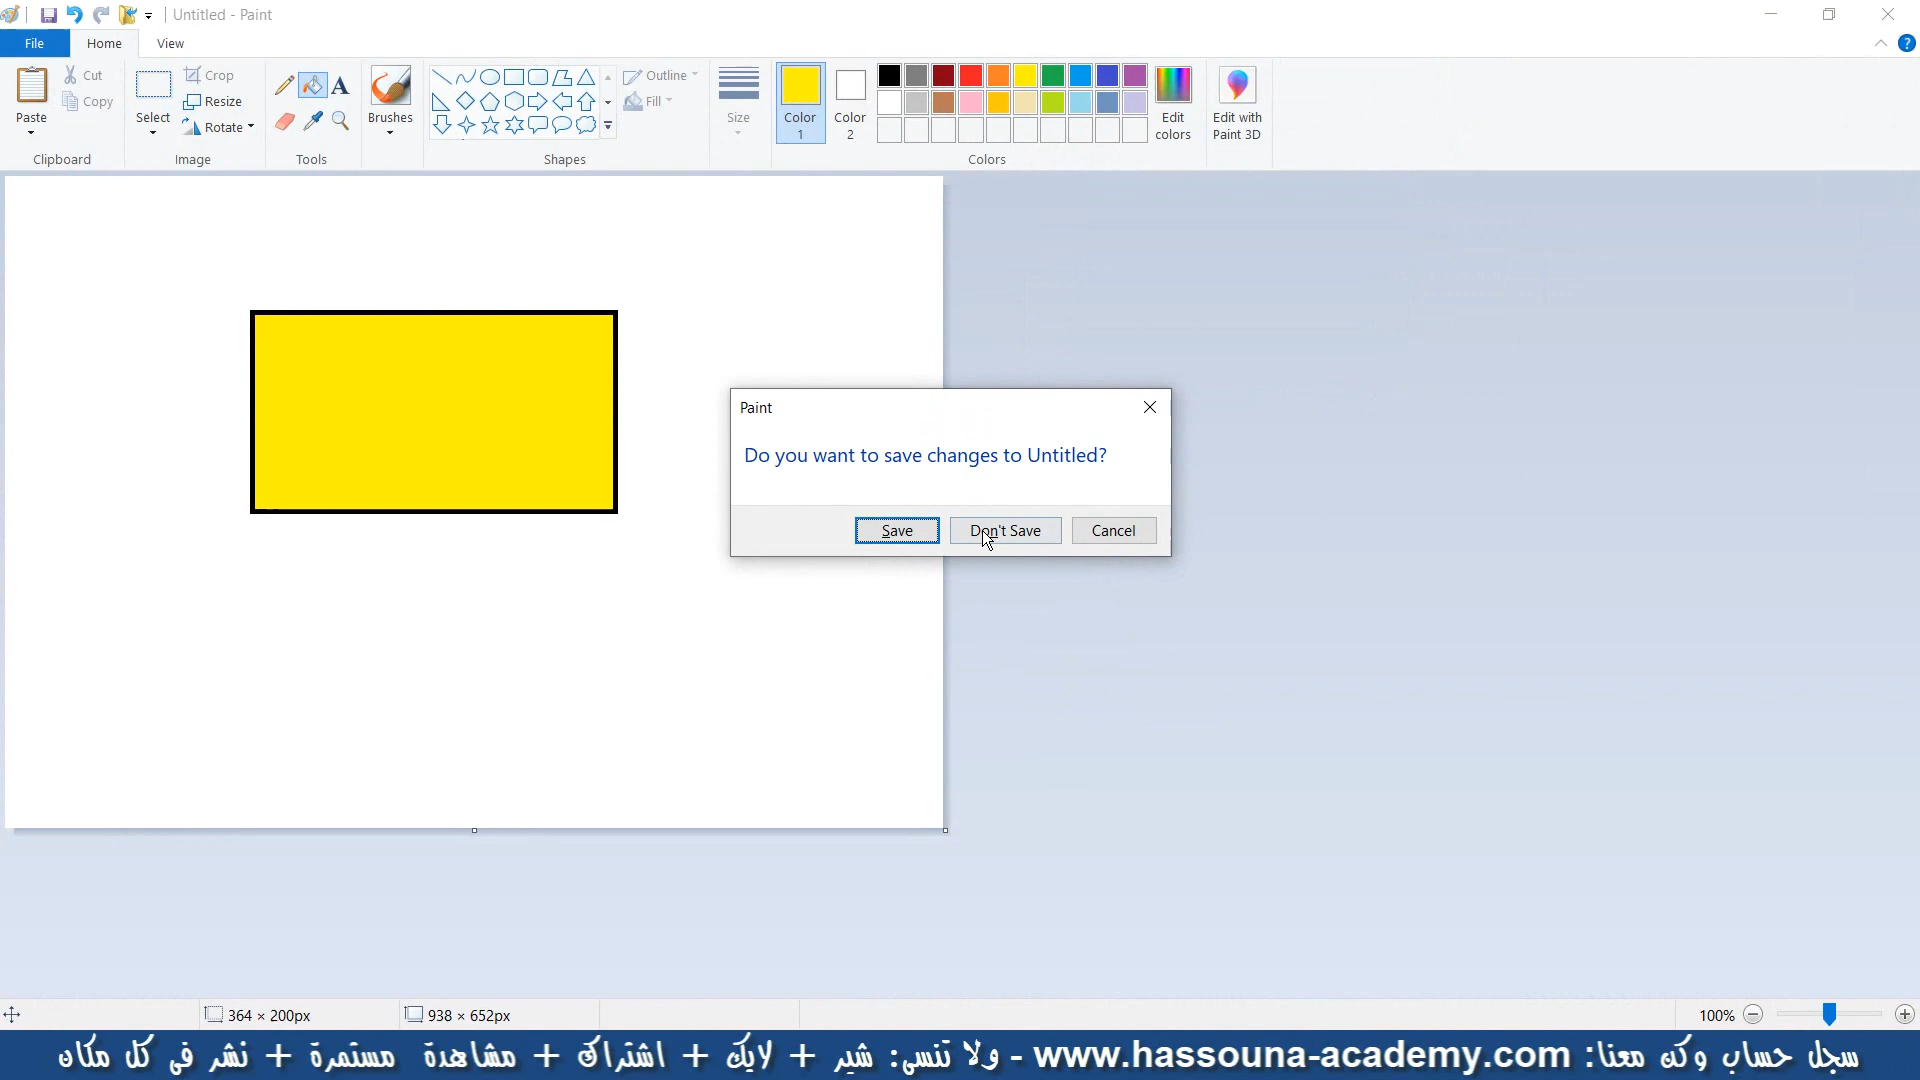 Untitled - Paint
File Home View
Paste
Cut
Copy
Clipboard
Select
Crop
Resize
Rotate
Image
A
Tools
Brushes
Shapes
Outline
Fill
Size
Color 1
Color 2
Colors
Edit colors
Edit with Paint 3D
Paint
Do you want to save changes to Untitled?
Save Don't Save Cancel
364 × 200px 938 × 652px 100%
سجل حساب وكن معنا: www.hassouna-academy.com - ولا تنسى: شير + لايك + اشتراك + مشاهدة مستمرة + نشر في كل مكان